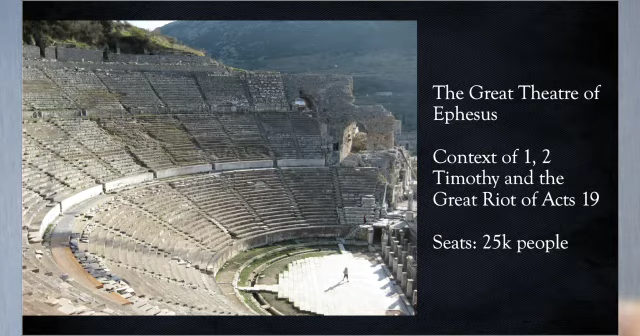 The Great Theatre of
Ephesus
Context of 1, 2
Timothy and the
Great Riot of Acts 19
Seats: 25k people